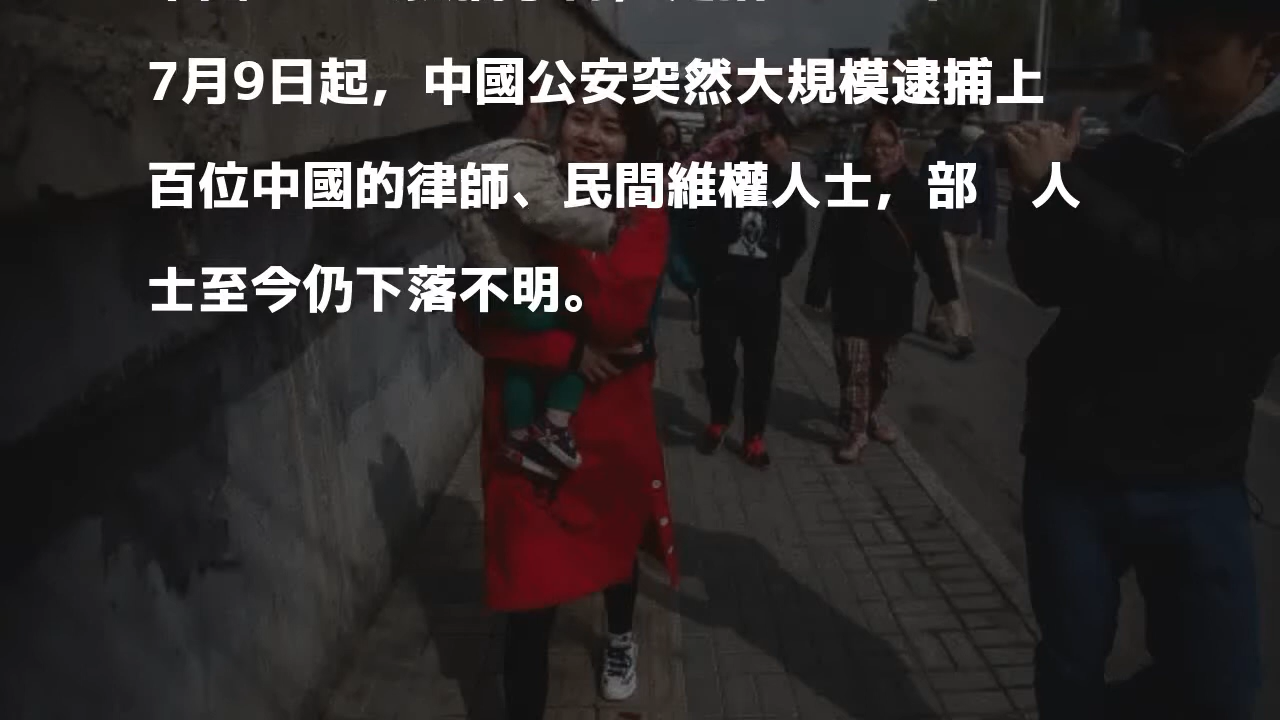 7月9日起，中國公安突然大規模逮捕上
百位中國的律師、民間維權人士，部　人
士至今仍下落不明。